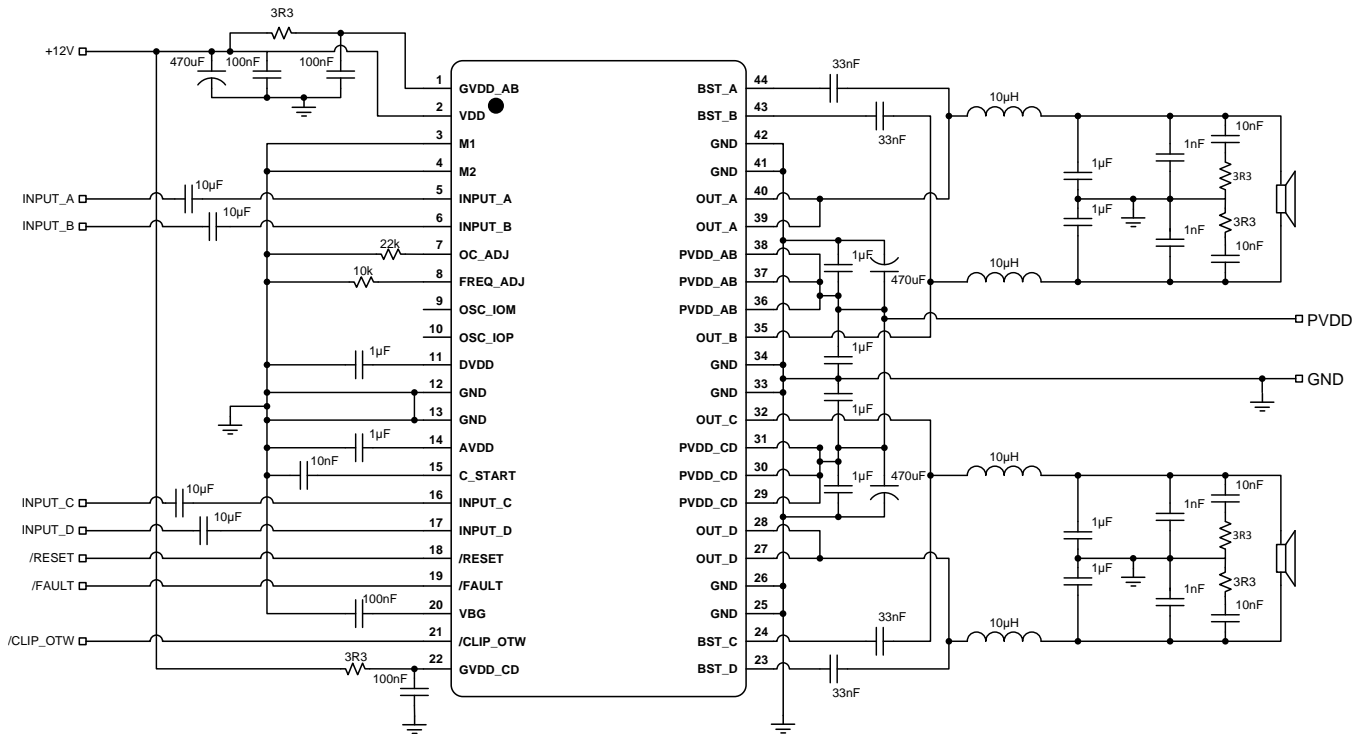 3R3
+12V
470uF
100nF
100nF
1
GVDD_AB
2
VDD
3
M1
4
M2
INPUT_A
10µF
5
INPUT_A
INPUT_B
10µF
6
INPUT_B
22k
7
OC_ADJ
10k
8
FREQ_ADJ
9
OSC_IOM
10
OSC_IOP
1µF
11
DVDD
12
GND
13
GND
1µF
14
AVDD
10nF
15
C_START
INPUT_C
10µF
16
INPUT_C
INPUT_D
10µF
17
INPUT_D
/RESET
18
/RESET
/FAULT
19
/FAULT
100nF
20
VBG
/CLIP_OTW
21
/CLIP_OTW
3R3
22
GVDD_CD
100nF
BST_A
44
33nF
BST_B
43
33nF
GND
42
GND
41
OUT_A
40
OUT_A
39
PVDD_AB
38
PVDD_AB
37
PVDD_AB
36
OUT_B
35
GND
34
GND
33
OUT_C
32
PVDD_CD
31
PVDD_CD
30
PVDD_CD
29
OUT_D
28
OUT_D
27
GND
26
GND
25
BST_C
24
33nF
BST_D
23
33nF
1µF
470uF
1µF
1µF
1µF
470uF
10µH
10nF
1nF
1µF
3R3
1µF
3R3
1nF
10nF
10µH
PVDD
GND
10µH
10nF
1nF
1µF
3R3
1µF
3R3
1nF
10nF
10µH